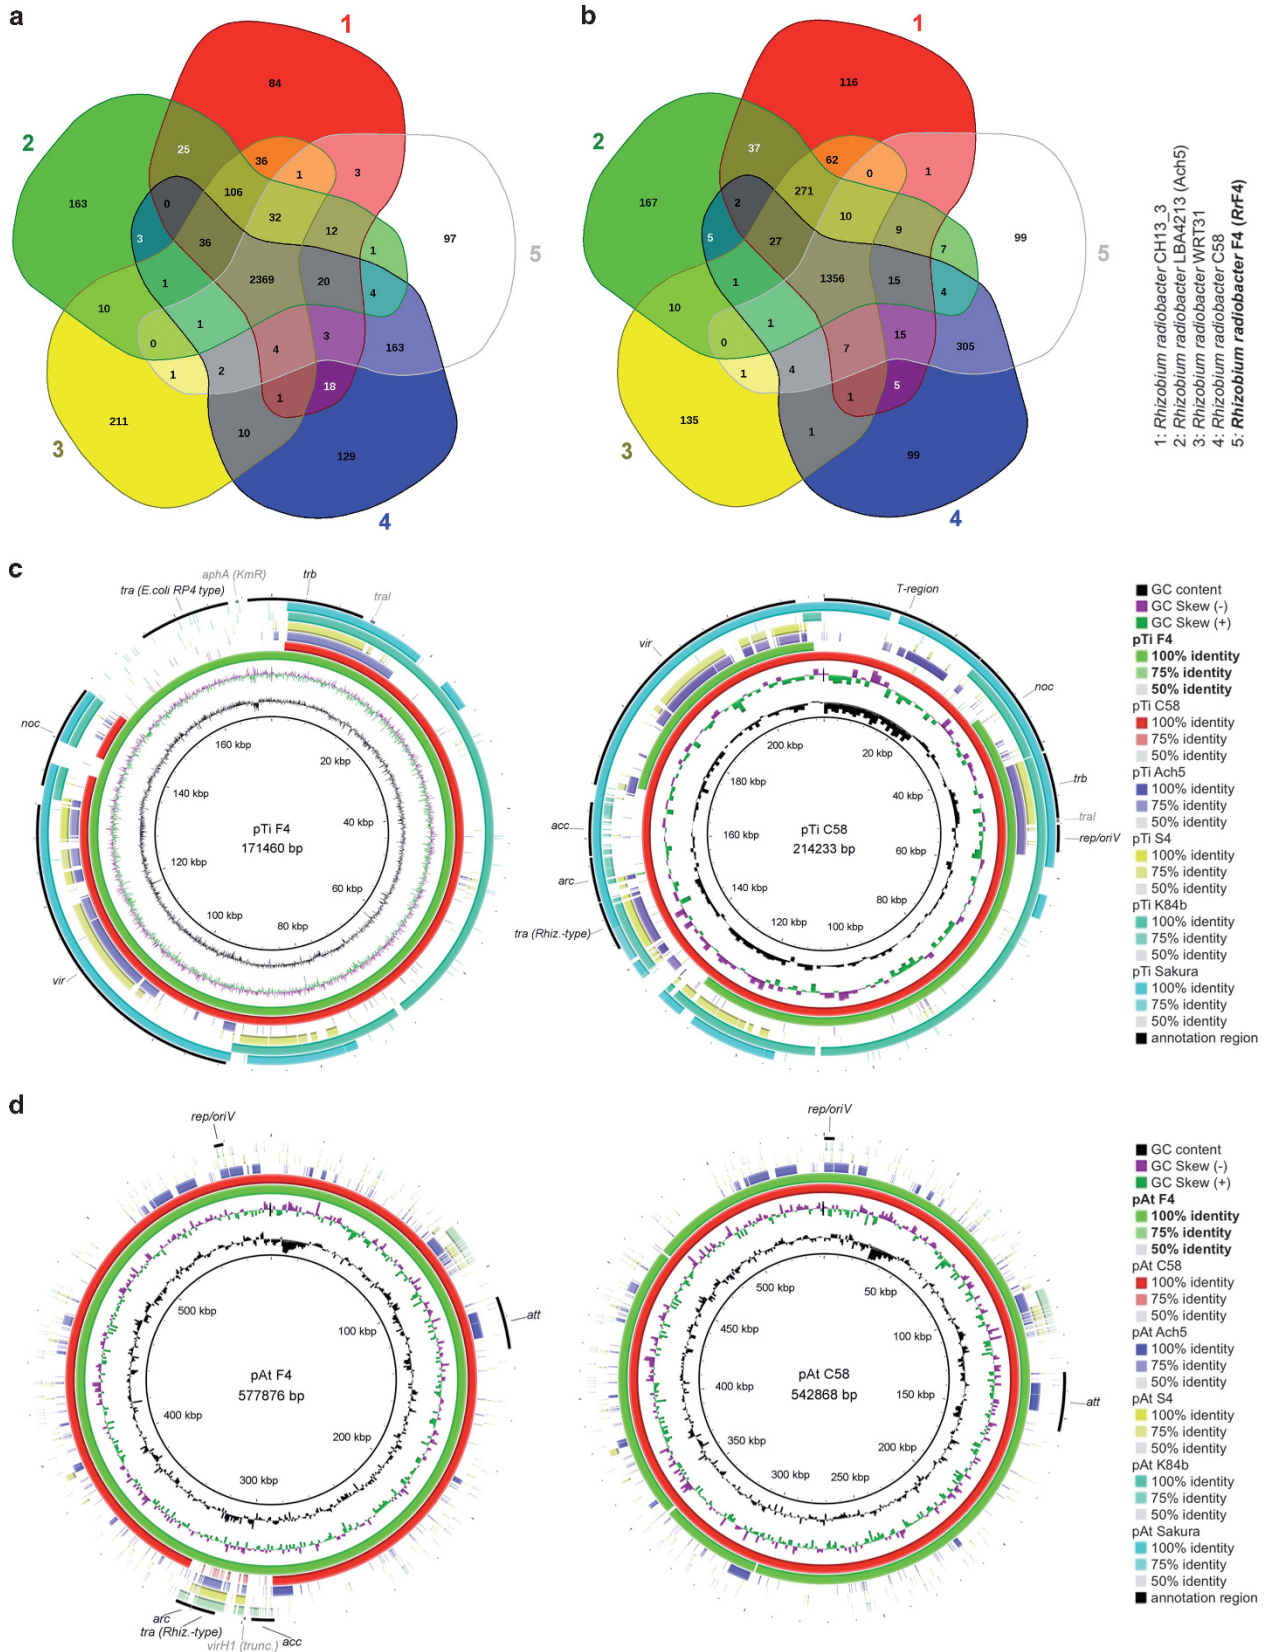 a
1
84
2
25
36
1
3
163
0
106
32
12
1
97
3
36
5
1
2369
20
4
10
1
0
4
3
163
1
2
18
211
1
10
129
3
4
b
1
116
2
37
62
0
1
167
2
271
10
9
7
99
5
27
5
1
1356
15
4
10
1
0
7
15
305
1
4
5
135
1
1
99
3
4
1: Rhizobium radiobacter CH13_3
2: Rhizobium radiobacter LBA4213 (Ach5)
3: Rhizobium radiobacter WRT31
4: Rhizobium radiobacter C58
5: Rhizobium radiobacter F4 (RrF4)
c
aphA (KmR)
tra (E.coli RP4 type)
trb
traI
noc
vir
160 kbp
20 kbp
140 kbp
40 kbp
120 kbp
60 kbp
100 kbp
80 kbp
pTi F4
171460 bp
T-region
vir
noc
trb
traI
rep/oriV
acc
arc
tra (Rhiz.-type)
200 kbp
20 kbp
180 kbp
40 kbp
160 kbp
60 kbp
140 kbp
80 kbp
120 kbp
100 kbp
pTi C58
214233 bp
GC content
GC Skew (-)
GC Skew (+)
pTi F4
100% identity
75% identity
50% identity
pTi C58
100% identity
75% identity
50% identity
pTi Ach5
100% identity
75% identity
50% identity
pTi S4
100% identity
75% identity
50% identity
pTi K84b
100% identity
75% identity
50% identity
pTi Sakura
100% identity
75% identity
50% identity
annotation region
d
rep/oriV
att
500 kbp
100 kbp
400 kbp
200 kbp
300 kbp
pAt F4
577876 bp
arc
tra (Rhiz.-type)
virH1 (trunc.)
acc
rep/oriV
att
500 kbp
50 kbp
450 kbp
100 kbp
400 kbp
150 kbp
350 kbp
200 kbp
300 kbp
250 kbp
pAt C58
542868 bp
GC content
GC Skew (-)
GC Skew (+)
pAt F4
100% identity
75% identity
50% identity
pAt C58
100% identity
75% identity
50% identity
pAt Ach5
100% identity
75% identity
50% identity
pAt S4
100% identity
75% identity
50% identity
pAt K84b
100% identity
75% identity
50% identity
pAt Sakura
100% identity
75% identity
50% identity
annotation region